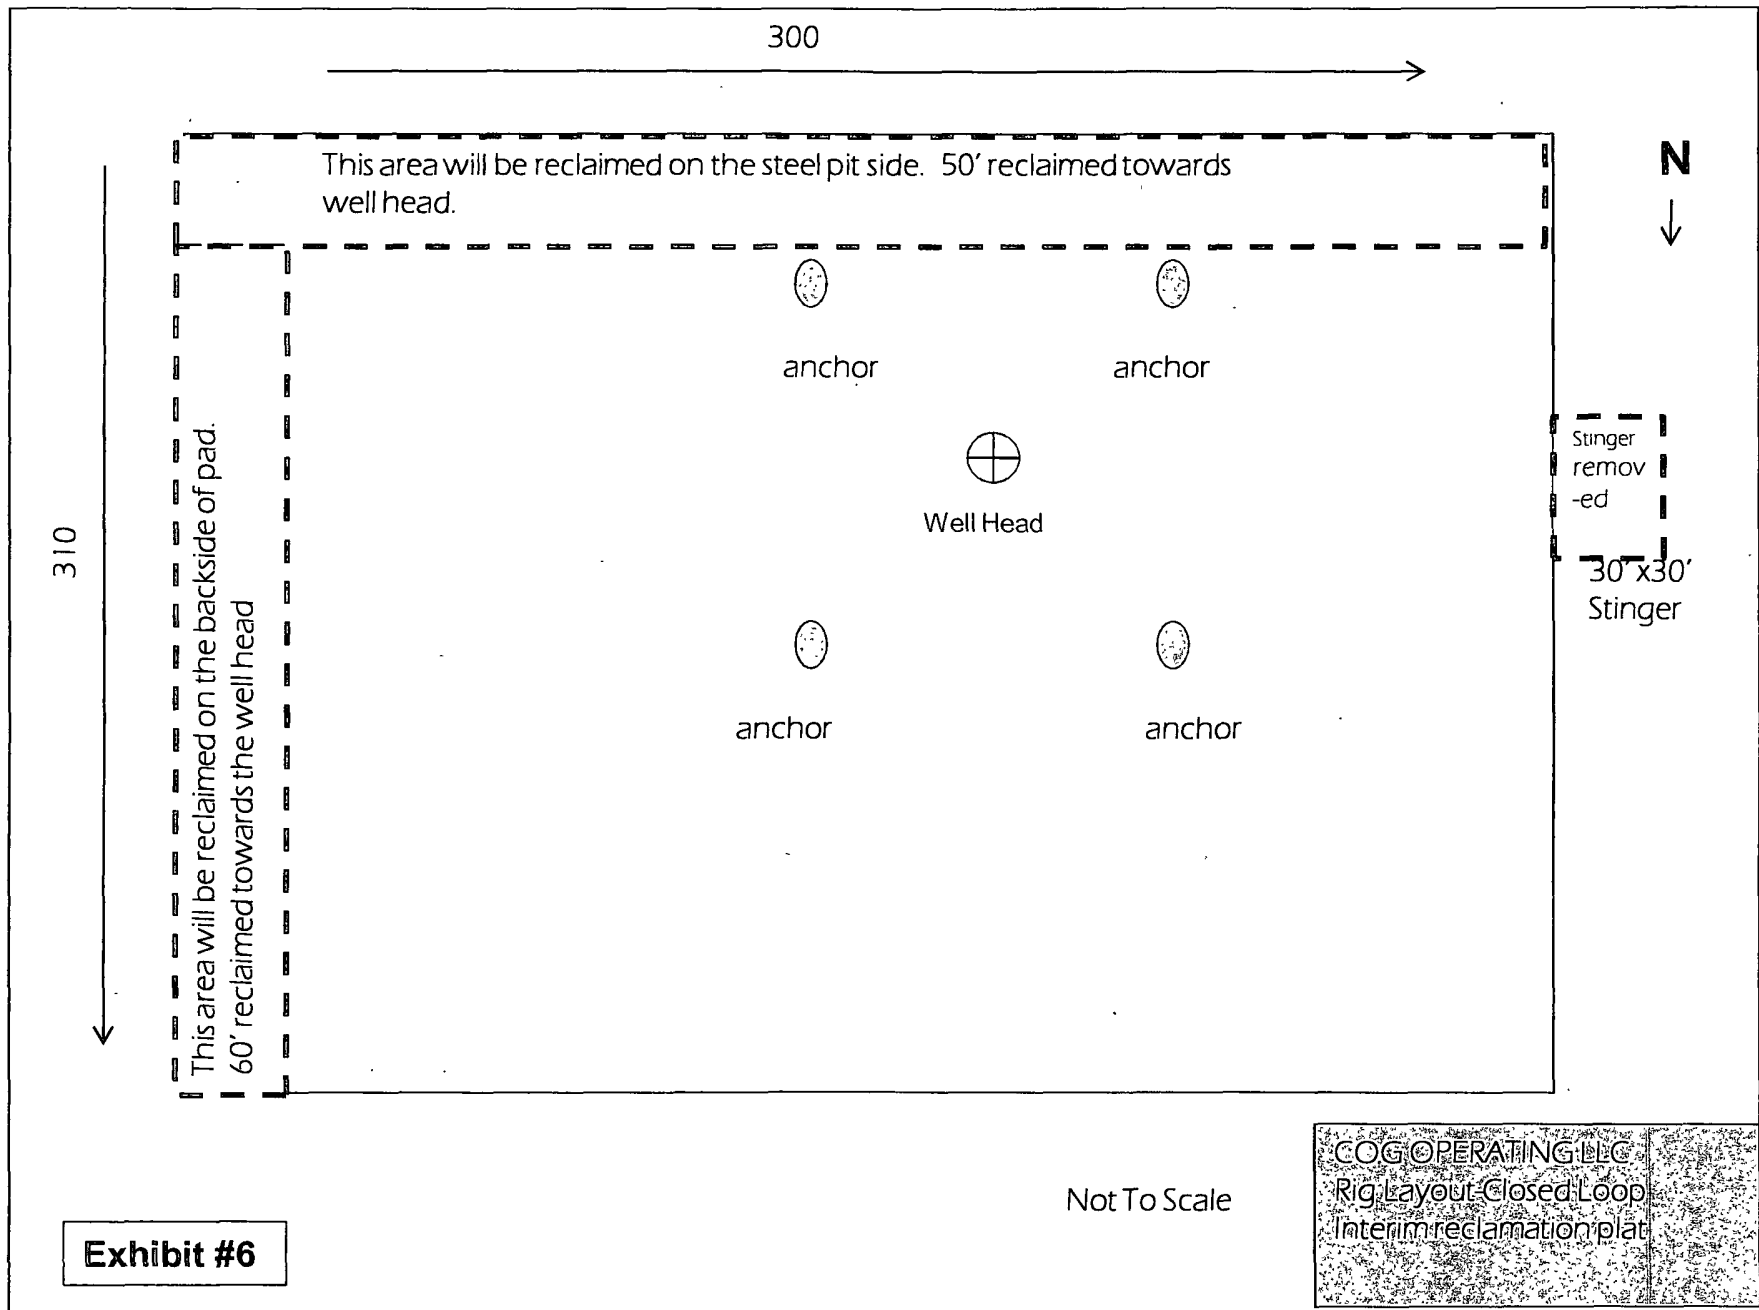 300
This area will be reclaimed on the steel pit side. 50' reclaimed towards
well head.
N
anchor
anchor
Stinger
remov
-ed
Well Head
30'x30'
Stinger
310
This area will be reclaimed on the backside of pad.
60' reclaimed towards the well head
anchor
anchor
Not To Scale
COG OPERATING LLC
Rig Layout-Closed Loop
Interim reclamation plat
Exhibit #6